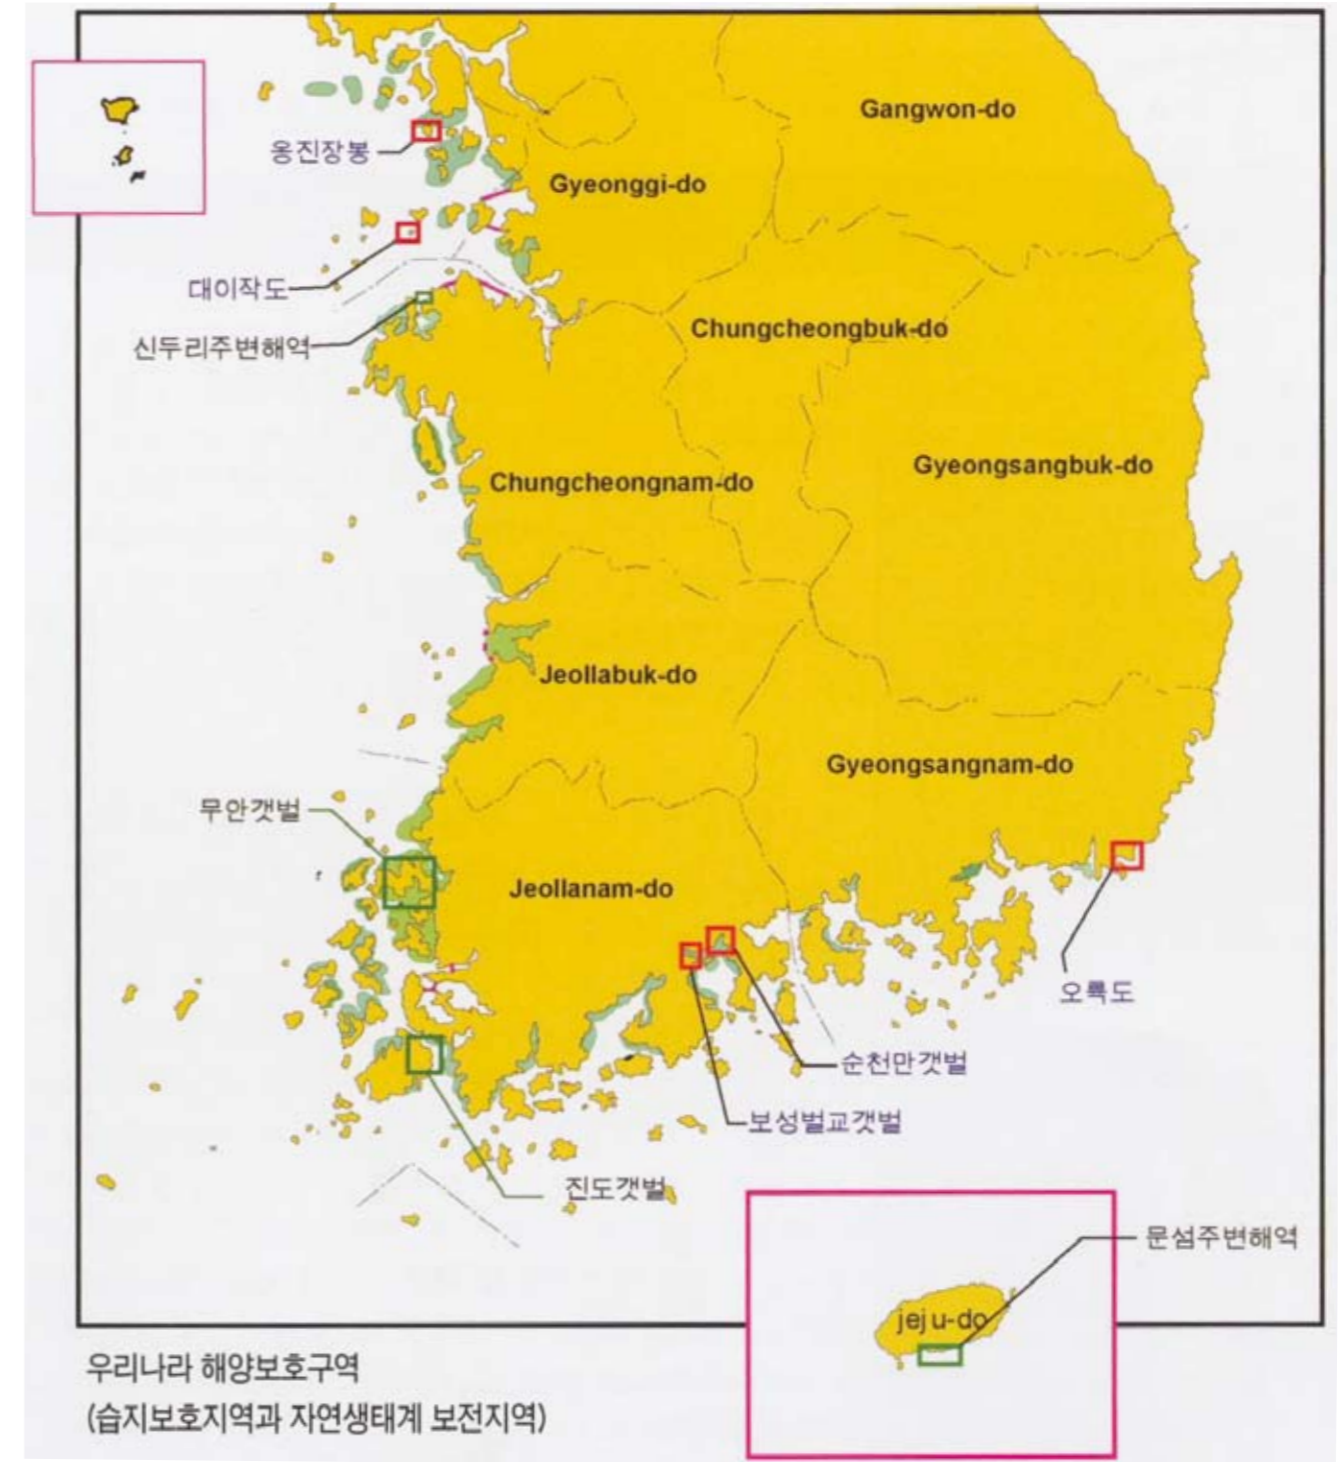 Gangwon-do
옹진장봉
Gyeonggi-do
대이작도
Chungcheongbuk-do
신두리주변해역
Gyeongsangbuk-do
Chungcheongnam-do
Jeollabuk-do
Gyeongsangnam-do
무안갯벌
Jeollanam-do
오륙도
순천만갯벌
보성벌교갯벌
진도갯벌
문섬주변해역
jeju-do
우리나라 해양보호구역
(습지보호지역과 자연생태계 보전지역)